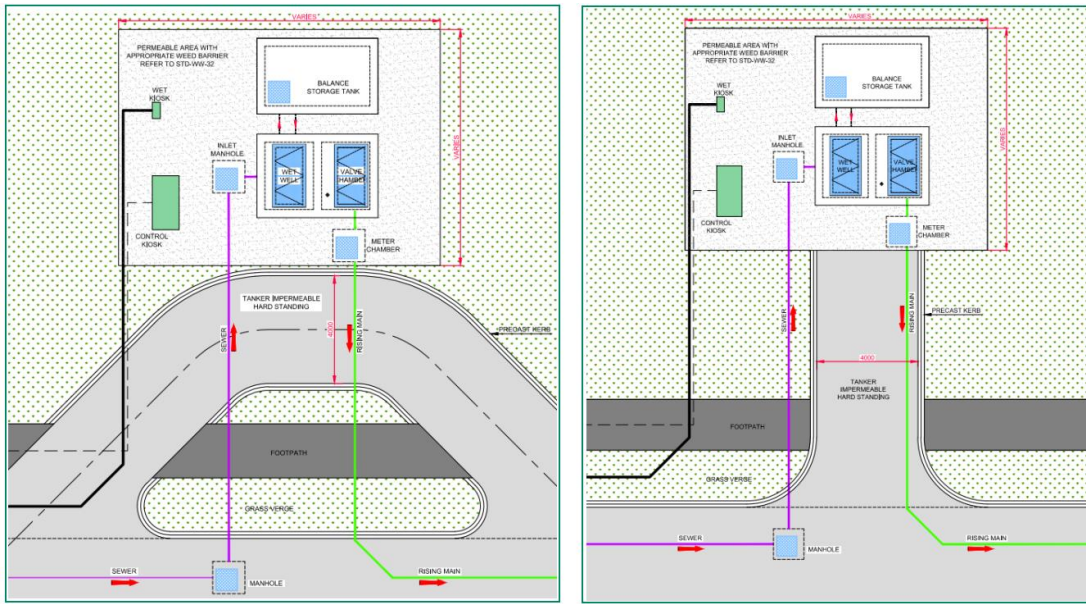 VARIES
PERMEABLE AREA WITH
APPROPRIATE WEED BARRIER
REFER TO STD-WW-32
WET
KIOSK
BALANCE
STORAGE TANK
VARIES
INLET
MANHOLE
WET
WELL
VALVE
HAMBER
CONTROL
KIOSK
METER
CHAMBER
TANKER IMPERMEABLE
HARD STANDING
4000
SEWER
RISING MAIN
PRECAST KERB
FOOTPATH
GRASS VERGE
SEWER
MANHOLE
RISING MAIN
VARIES
PERMEABLE AREA WITH
APPROPRIATE WEED BARRIER
REFER TO STD-WW-32
WET
KIOSK
BALANCE
STORAGE TANK
VARIES
INLET
MANHOLE
WET
WELL
VALVE
CHAMBER
CONTROL
KIOSK
METER
CHAMBER
SEWER
RISING MAIN
PRECAST KERB
4000
TANKER
IMPERMEABLE
HARD STANDING
FOOTPATH
GRASS VERGE
SEWER
MANHOLE
RISING MAIN